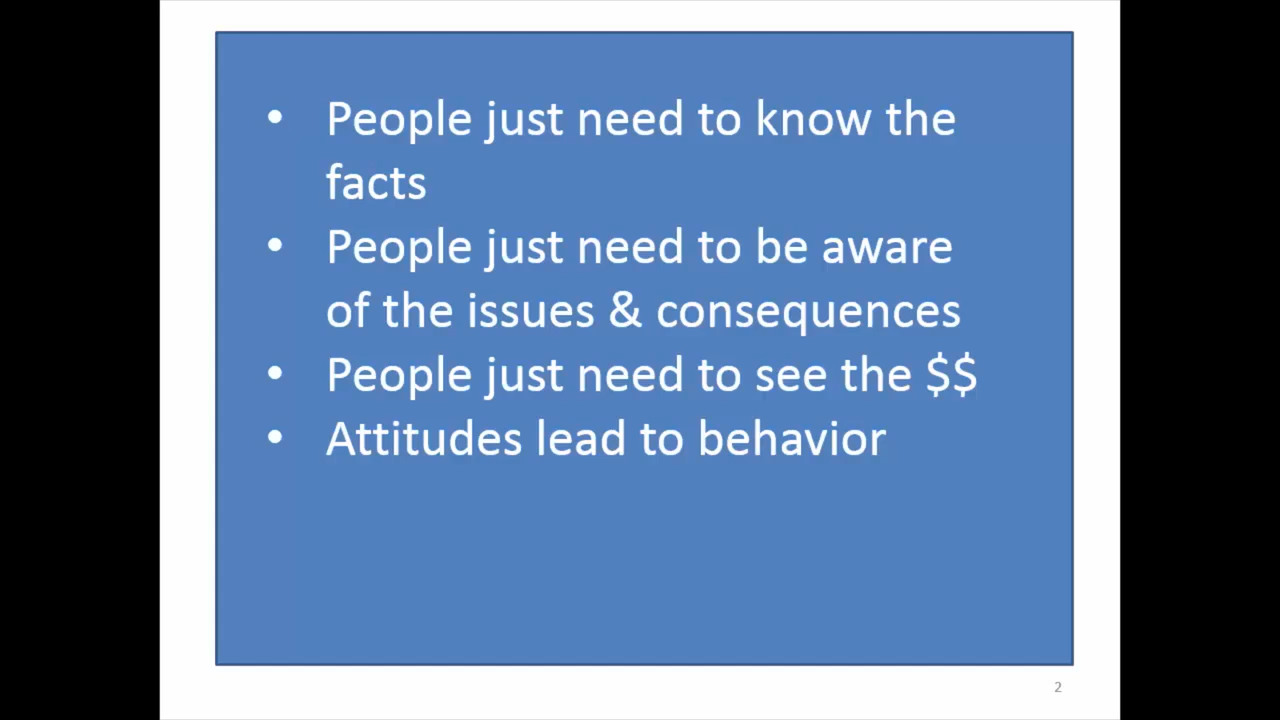 • People just need to know the
facts
• People just need to be aware
of the issues & consequences
• People just need to see the $$
• Attitudes lead to behavior
2